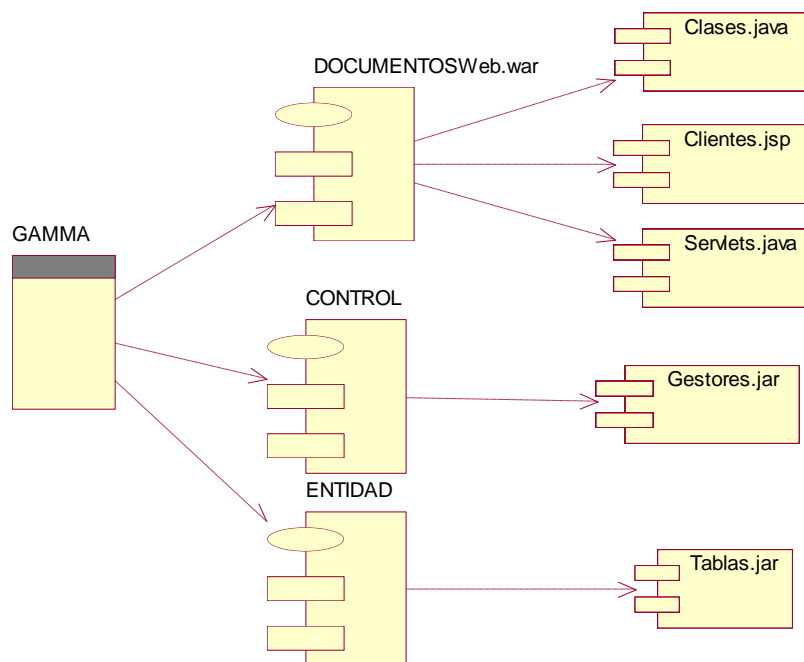 Clases.java
DOCUMENTOSWeb.war
Clientes.jsp
GAMMA
Servlets.java
CONTROL
Gestores.jar
ENTIDAD
Tablas.jar